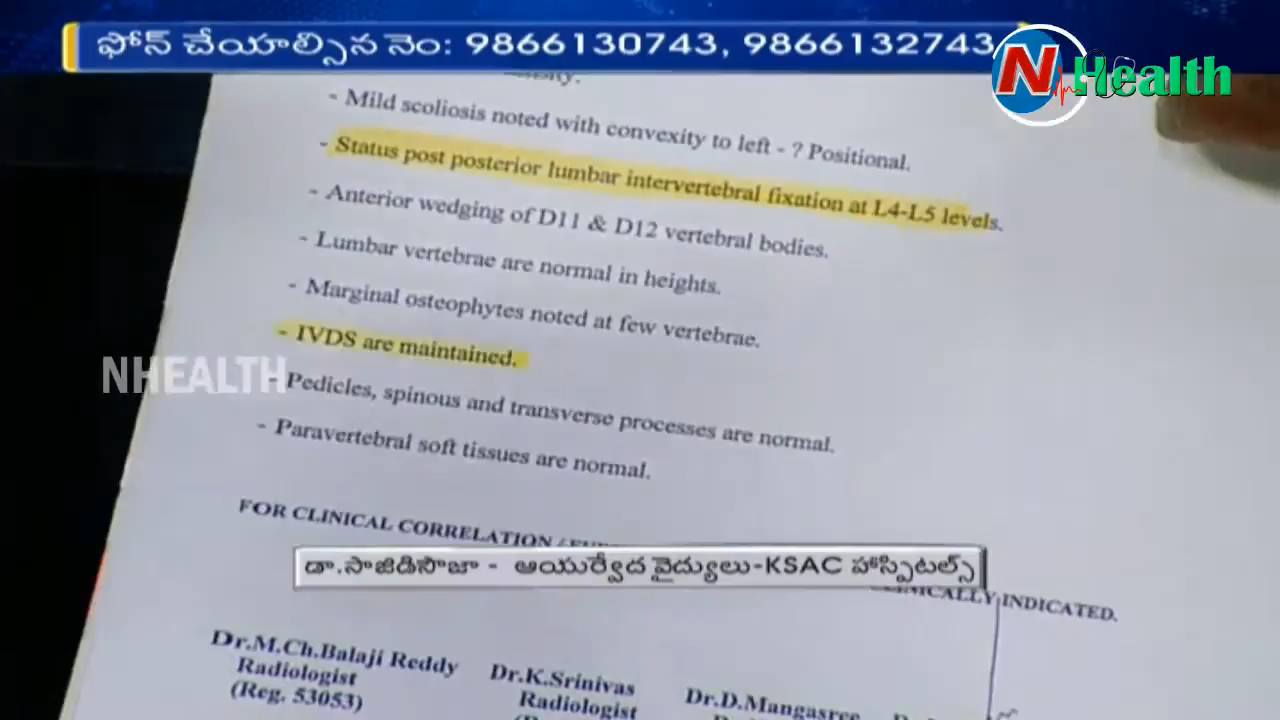 ఫోన్ చేయాల్సిన నెం: 9866130743, 9866132743
N Health
- Mild scoliosis noted with convexity to left - ? Positional.
- Status post posterior lumbar intervertebral fixation at L4-L5 levels.
- Anterior wedging of D11 & D12 vertebral bodies.
- Lumbar vertebrae are normal in heights.
- Marginal osteophytes noted at few vertebrae.
- IVDS are maintained.
NHEALTH
Pedicles, spinous and transverse processes are normal.
- Paravertebral soft tissues are normal.
FOR CLINICAL CORRELATION
డా.సాజిడిసౌజా - ఆయుర్వేద వైద్యులు-KSAC హాస్పిటల్స్
INDICATED.
Dr.M.Ch.Balaji Reddy
Radiologist
(Reg. 53053)
Dr.K.Srinivas
Radiologist
Dr.D.Mangasree